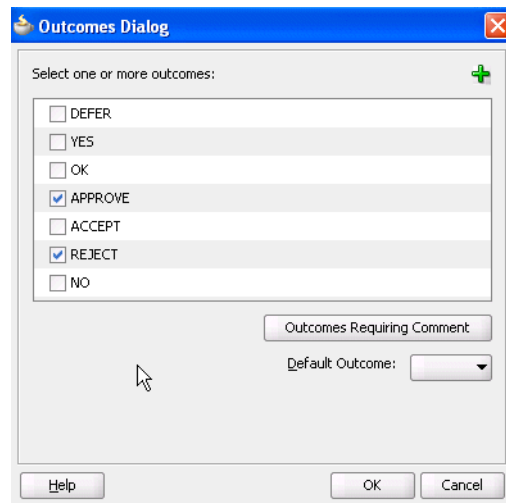 Outcomes Dialog
Select one or more outcomes:
DEFER
YES
OK
APPROVE
ACCEPT
REJECT
NO
Outcomes Requiring Comment
Default Outcome:
Help OK Cancel